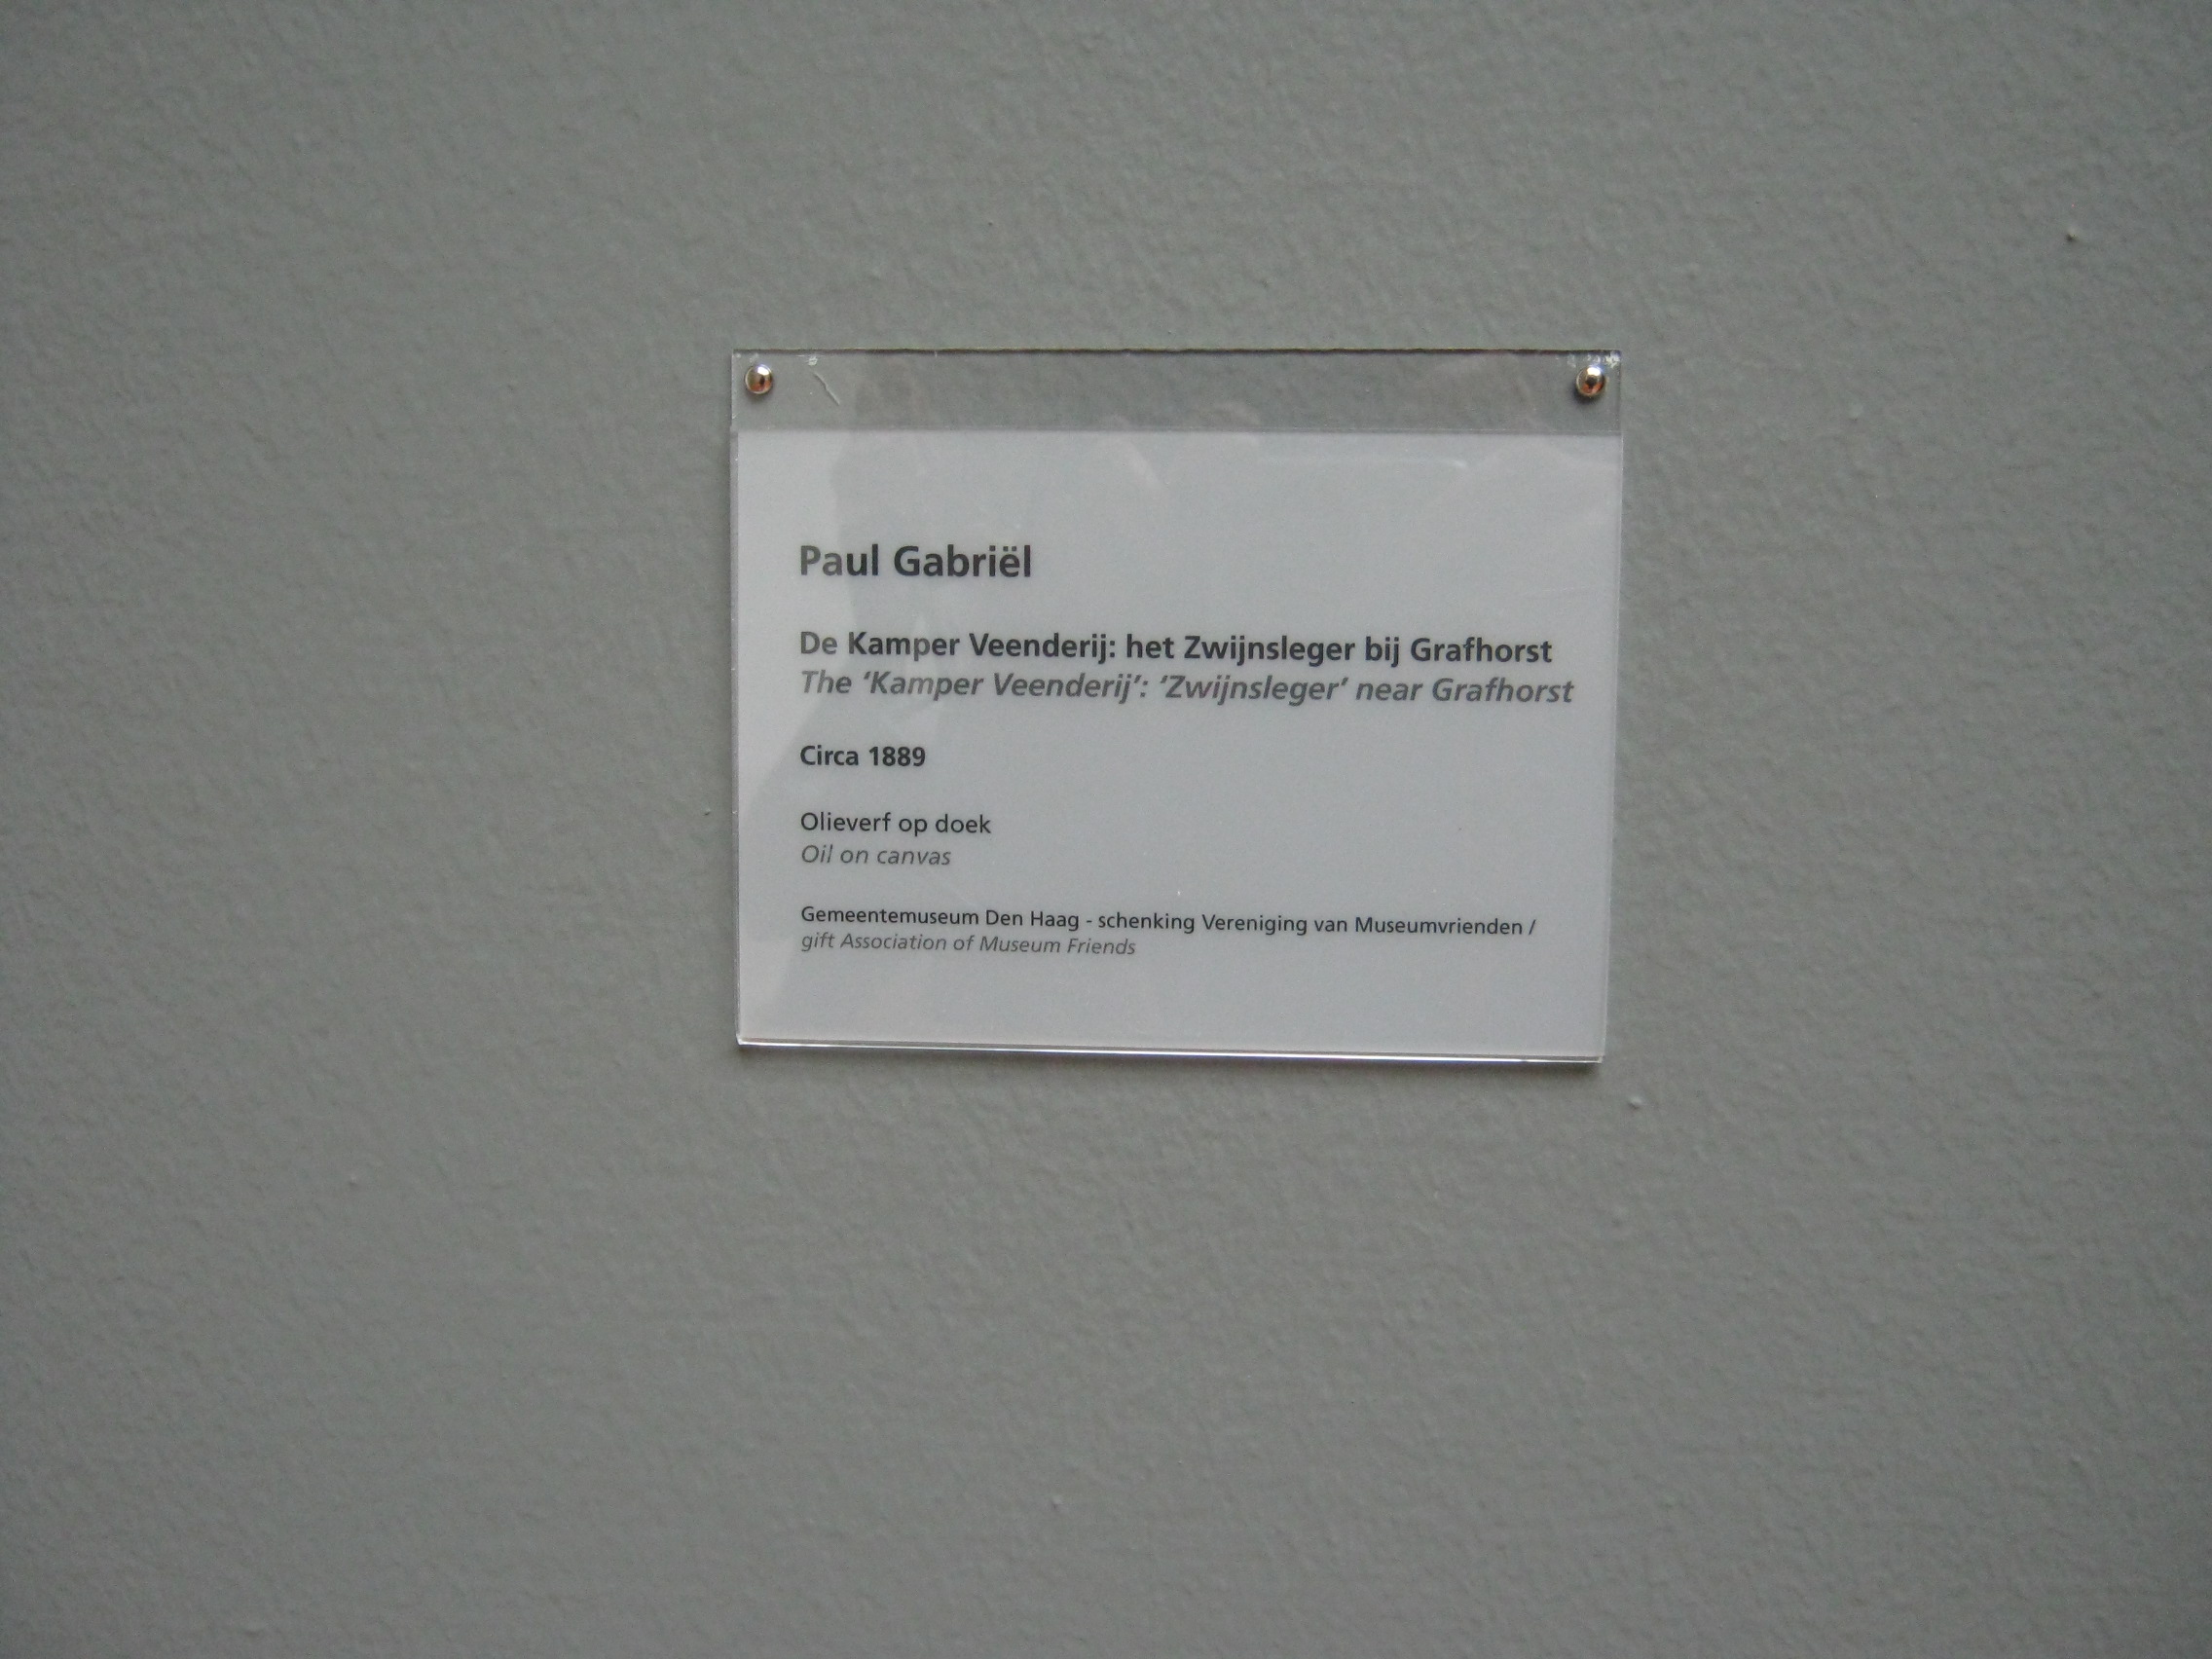 Paul Gabriël
De Kamper Veenderij: het Zwijnsleger bij Grafhorst
The ‘Kamper Veenderij’: ‘Zwijnsleger’ near Grafhorst
Circa 1889
Olieverf op doek
Oil on canvas
Gemeentemuseum Den Haag - schenking Vereniging van Museumvrienden /
gift Association of Museum Friends